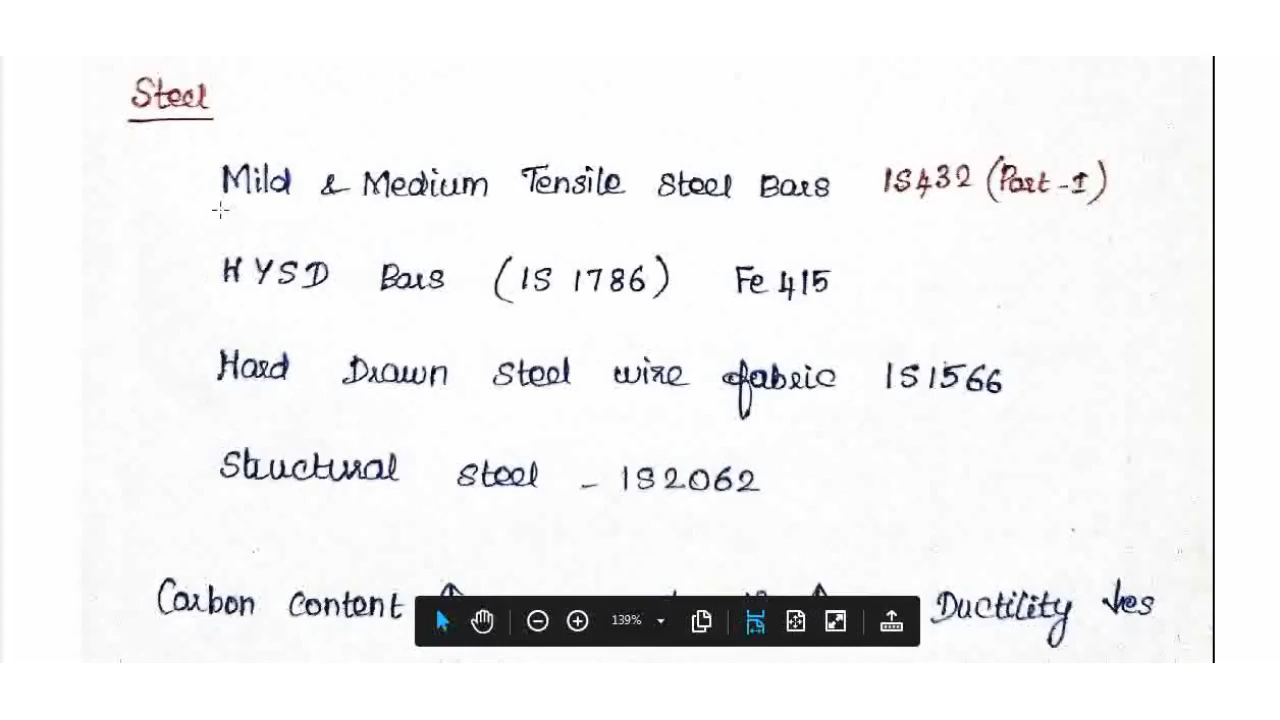 Steel
Mild & Medium Tensile Steel Bars IS432 (Part-I)
HYSD Bars (IS 1786) Fe 415
Hard Drawn Steel wire fabric IS1566
Structural Steel - IS2062
Carbon content ↑ Ductility ↓es
139%